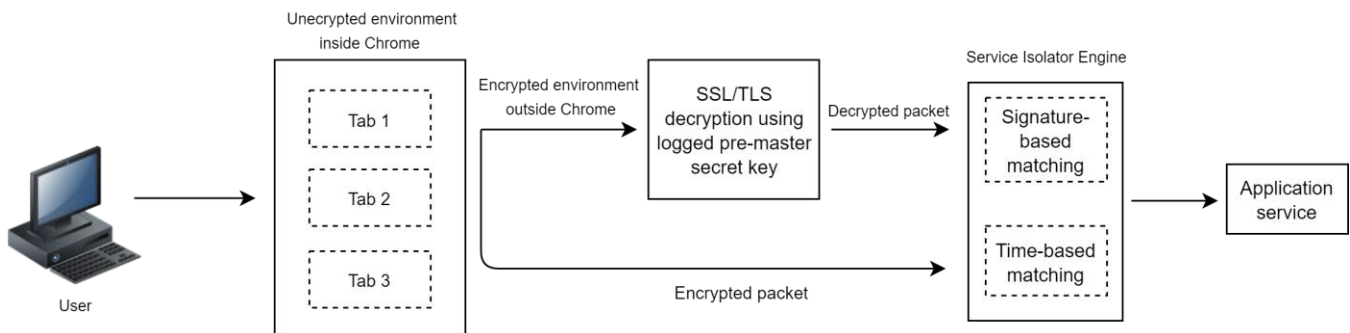 Unecrypted environment
inside Chrome
Tab 1
Tab 2
Tab 3
User
Encrypted environment
outside Chrome
SSL/TLS
decryption using
logged pre-master
secret key
Decrypted packet
Encrypted packet
Service Isolator Engine
Signature-
based
matching
Time-based
matching
Application
service